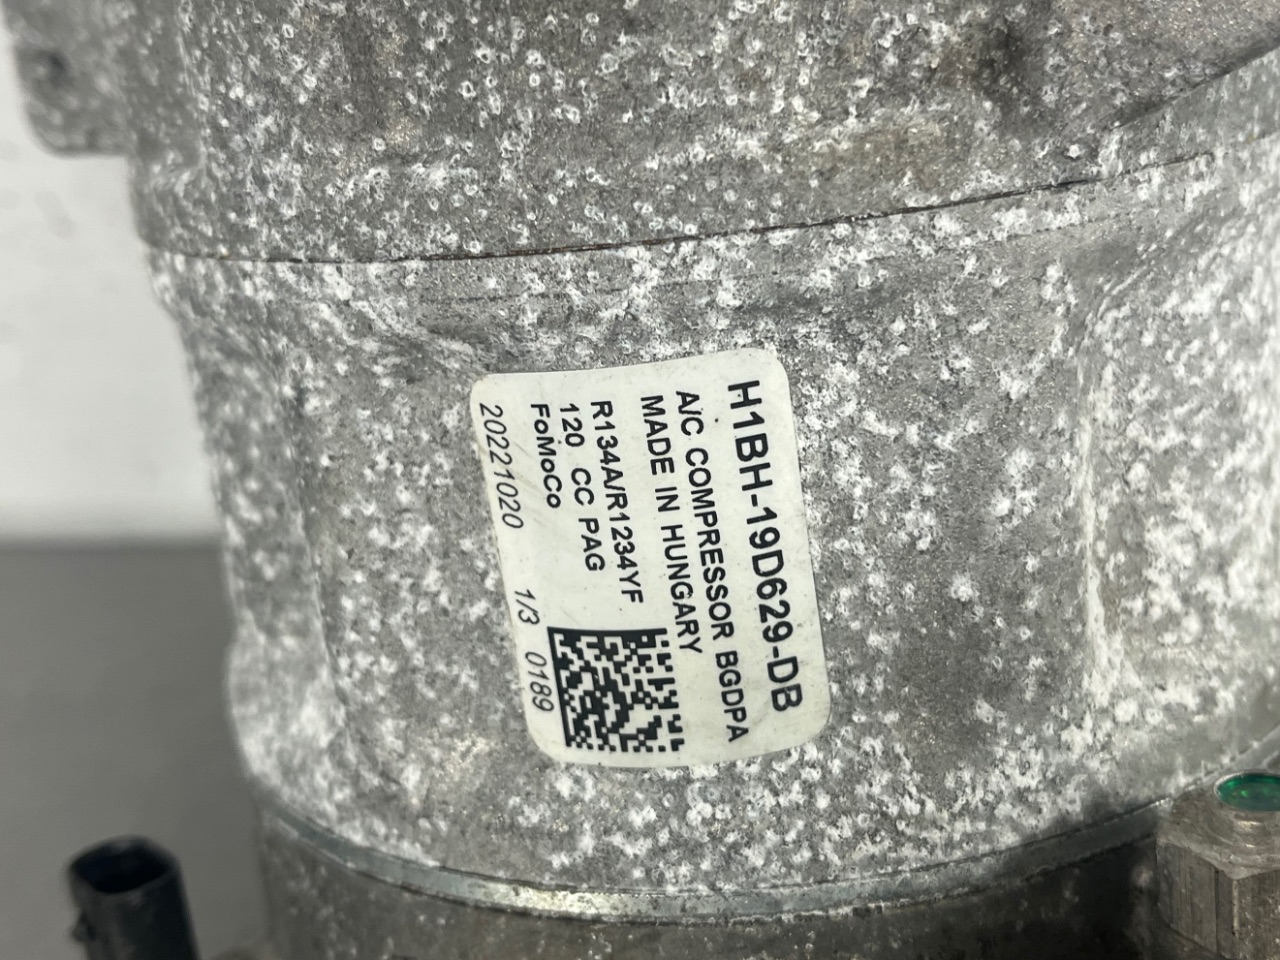 H1BH-19D629-DB
A/C COMPRESSOR BGDPA
MADE IN HUNGARY
R134A/R1234YF
120 CC PAG
FoMoCo
20221020 1/3 0189